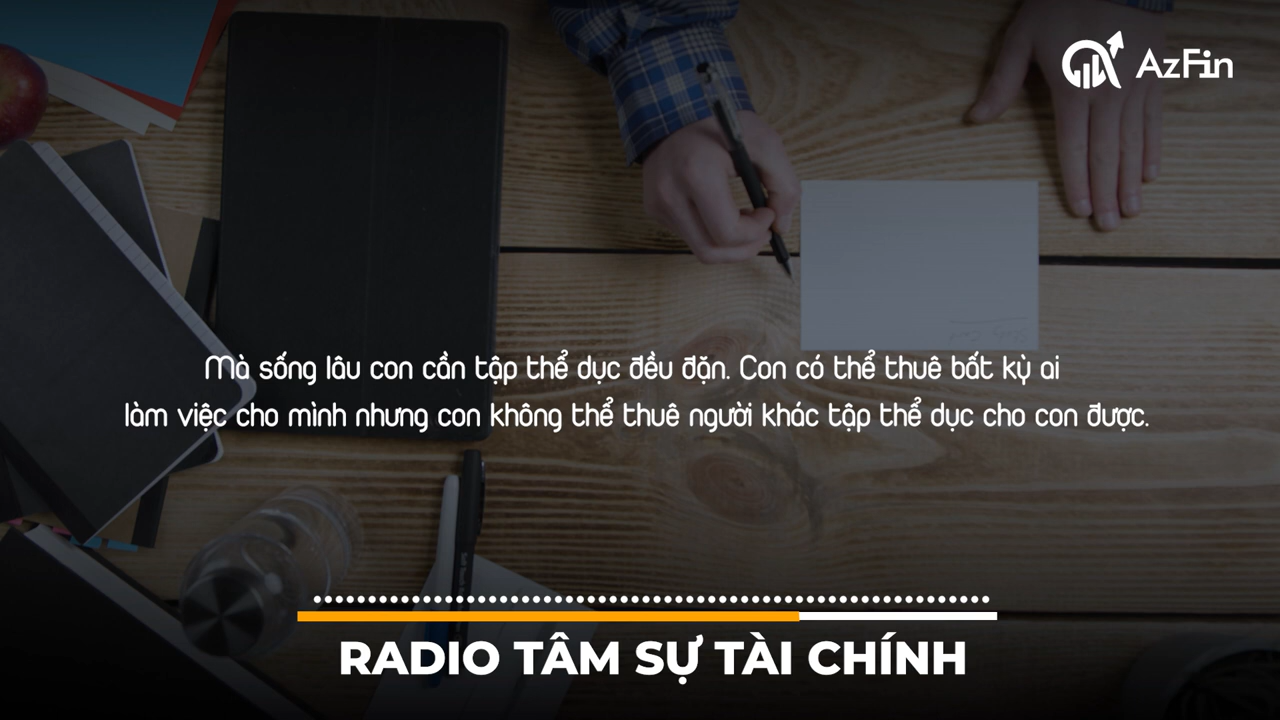 AzFin
Mà sống lâu con cần tập thể dục đều đặn. Con có thể thuê bất kỳ ai
làm việc cho mình nhưng con không thể thuê người khác tập thể dục cho con được.
RADIO TÂM SỰ TÀI CHÍNH